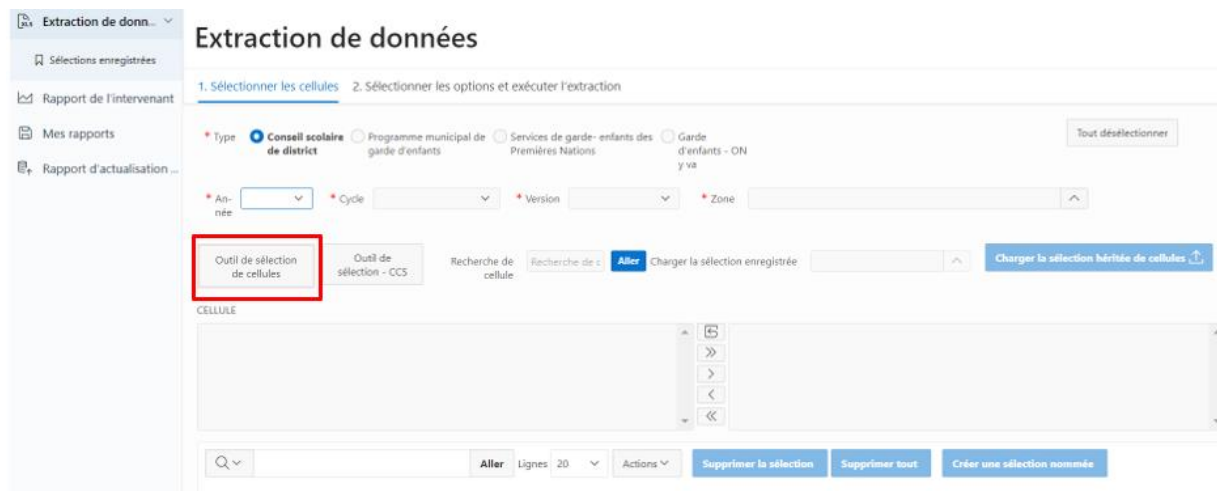 Extraction de donn...
Sélections enregistrées
Rapport de l'intervenant
Mes rapports
Rapport d'actualisation ...
Extraction de données
1. Sélectionner les cellules 2. Sélectionner les options et exécuter l'extraction
* Type Conseil scolaire de district
Programme municipal de garde d'enfants
Services de garde- enfants des Premières Nations
Garde d'enfants - ON y va
Tout désélectionner
* An-
née
* Cycle
* Version
* Zone
Outil de sélection
de cellules
Outil de
sélection - CCS
Recherche de
cellule
Recherche de c
Aller
Charger la sélection enregistrée
Charger la sélection héritée de cellules
CELLULE
Aller Lignes 20 Actions Supprimer la sélection Supprimer tout Créer une sélection nommée